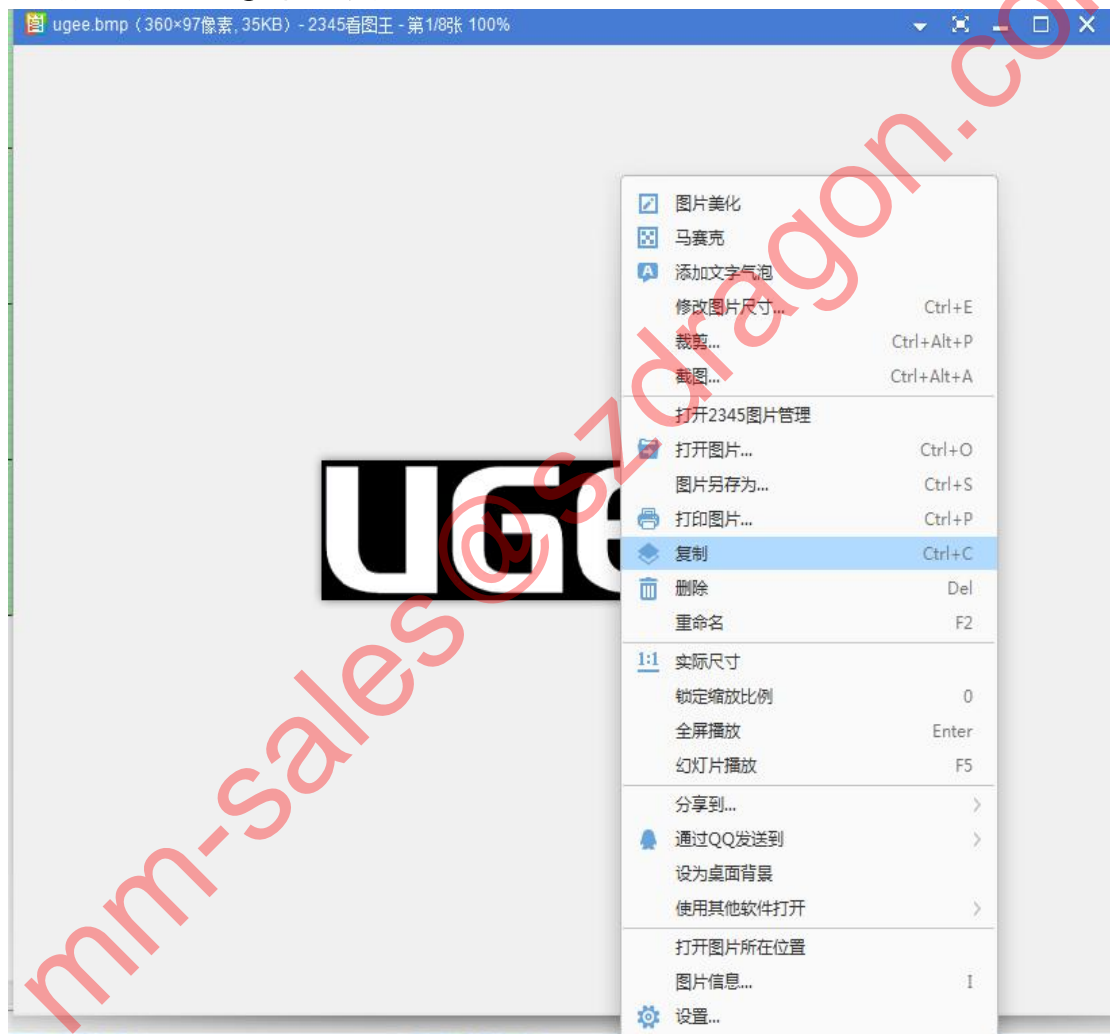 ugee.bmp（360×97像素, 35KB）- 2345看图王 - 第1/8张 100%
图片美化
马赛克
添加文字气泡
修改图片尺寸... Ctrl+E
裁剪... Ctrl+Alt+P
截图... Ctrl+Alt+A
打开2345图片管理
打开图片... Ctrl+O
图片另存为... Ctrl+S
打印图片... Ctrl+P
复制 Ctrl+C
删除 Del
重命名 F2
1:1 实际尺寸
锁定缩放比例 0
全屏播放 Enter
幻灯片播放 F5
分享到...
通过QQ发送到
设为桌面背景
使用其他软件打开
打开图片所在位置
图片信息... I
设置...
UGe
mm-sales@szdragon.com